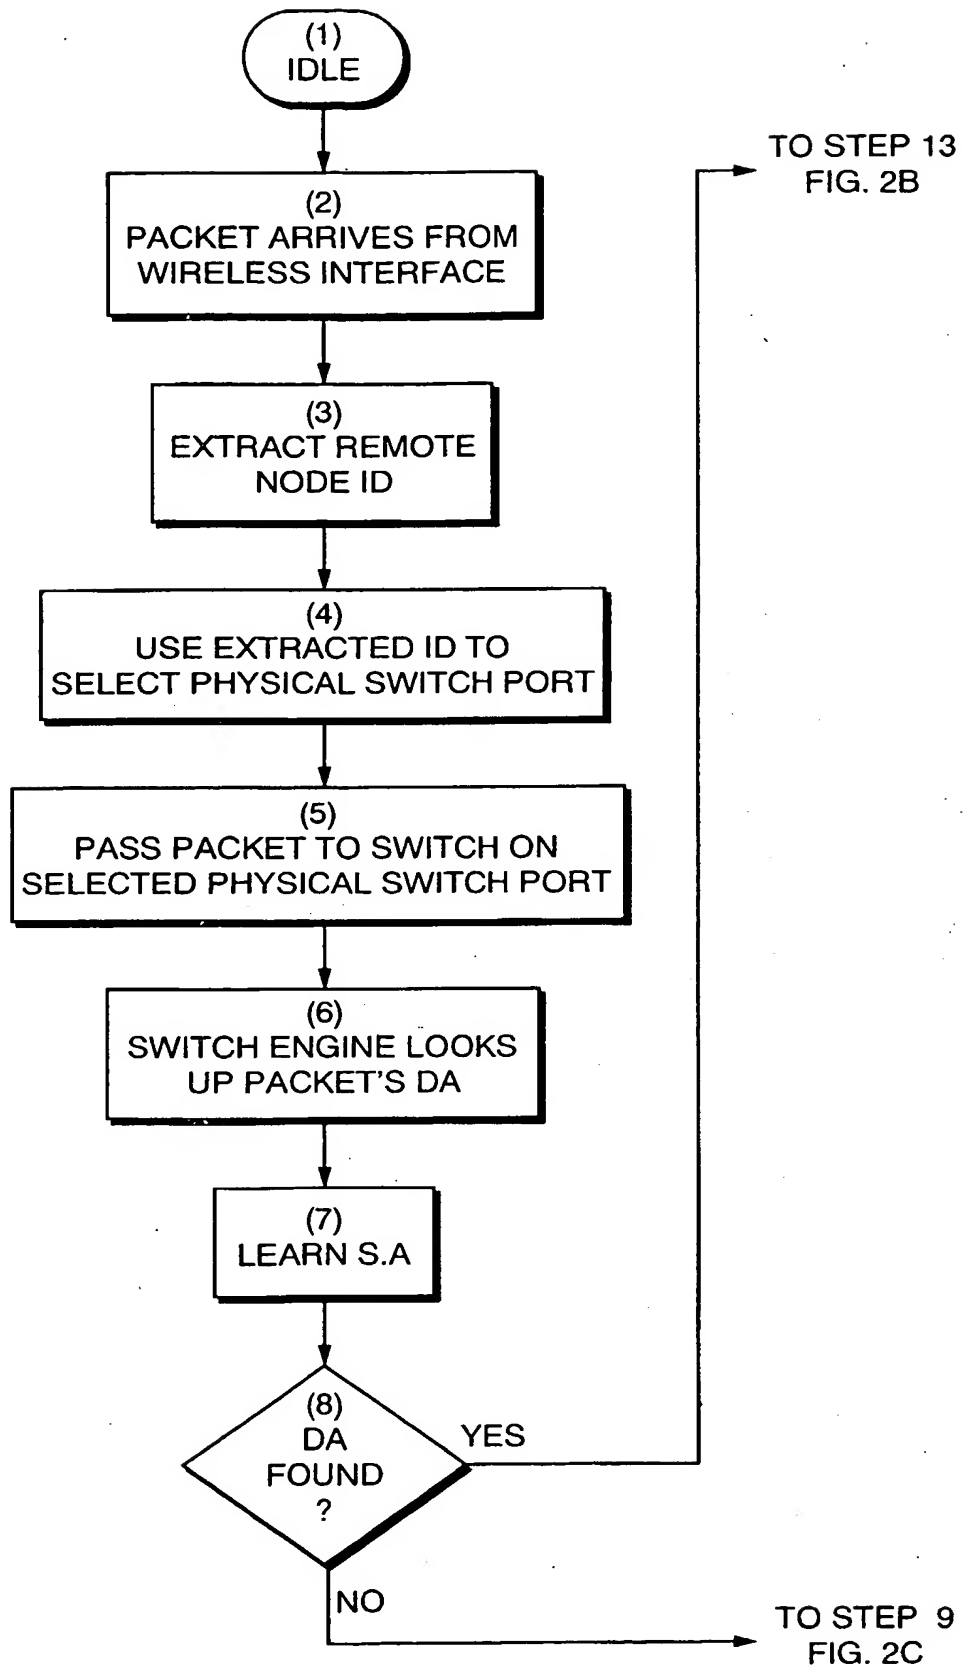 (1)
IDLE
(2)
PACKET ARRIVES FROM
WIRELESS INTERFACE
(3)
EXTRACT REMOTE
NODE ID
(4)
USE EXTRACTED ID TO
SELECT PHYSICAL SWITCH PORT
(5)
PASS PACKET TO SWITCH ON
SELECTED PHYSICAL SWITCH PORT
(6)
SWITCH ENGINE LOOKS
UP PACKET'S DA
(7)
LEARN S.A
(8)
DA
FOUND
?
YES
TO STEP 13
FIG. 2B
NO
TO STEP 9
FIG. 2C